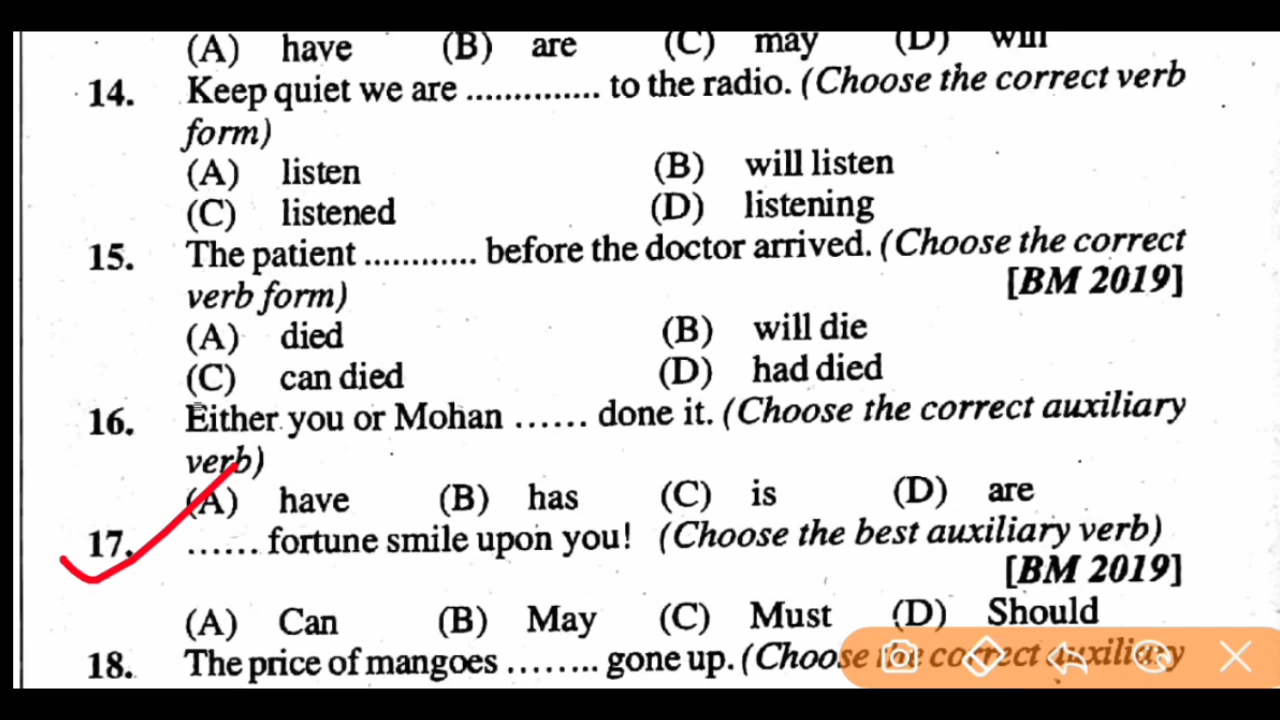 (A) have (B) are (C) may (D) will
14. Keep quiet we are .............. to the radio. (Choose the correct verb
form)
(A) listen (B) will listen
(C) listened (D) listening
15. The patient ............ before the doctor arrived. (Choose the correct
verb form) [BM 2019]
(A) died (B) will die
(C) can died (D) had died
16. Either you or Mohan ...... done it. (Choose the correct auxiliary
verb)
(A) have (B) has (C) is (D) are
17. ...... fortune smile upon you! (Choose the best auxiliary verb)
[BM 2019]
(A) Can (B) May (C) Must (D) Should
18. The price of mangoes ........ gone up. (Choose the correct auxiliary